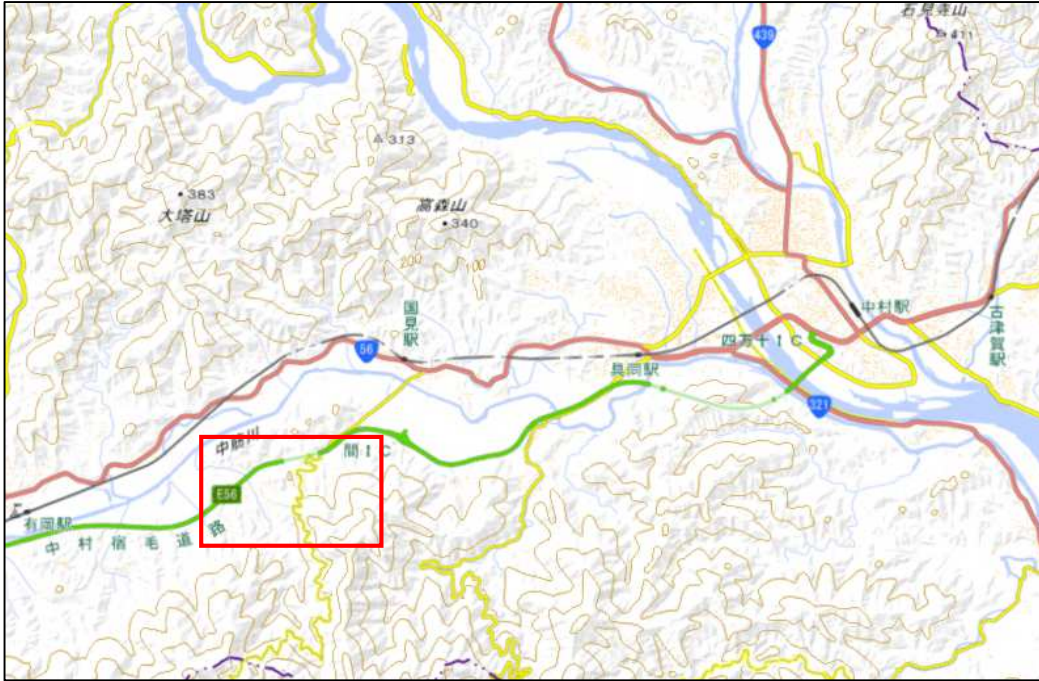 石見寺山
411
439
313
383
大塔山
高森山
340
200
100
国見駅
56
中村駅
古津賀駅
四万十IC
具同駅
321
中筋川
間IC
E56
有岡駅
中村宿毛道路